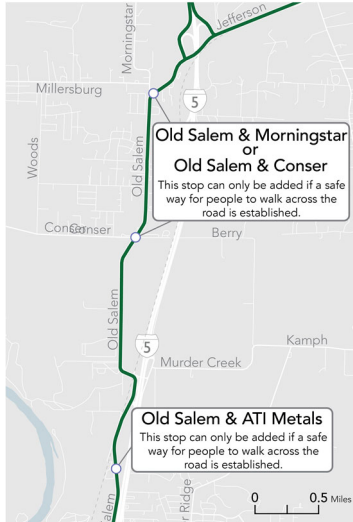 Jefferson
Morningstar
Millersburg
5
Old Salem & Morningstar
or
Old Salem & Conser
This stop can only be added if a safe
way for people to walk across the
road is established.
Woods
Old Salem
Conser
Conser
Berry
Old Salem
5
Kamph
Murder Creek
Old Salem & ATI Metals
This stop can only be added if a safe
way for people to walk across the
road is established.
Ridge
0 0.5 Miles